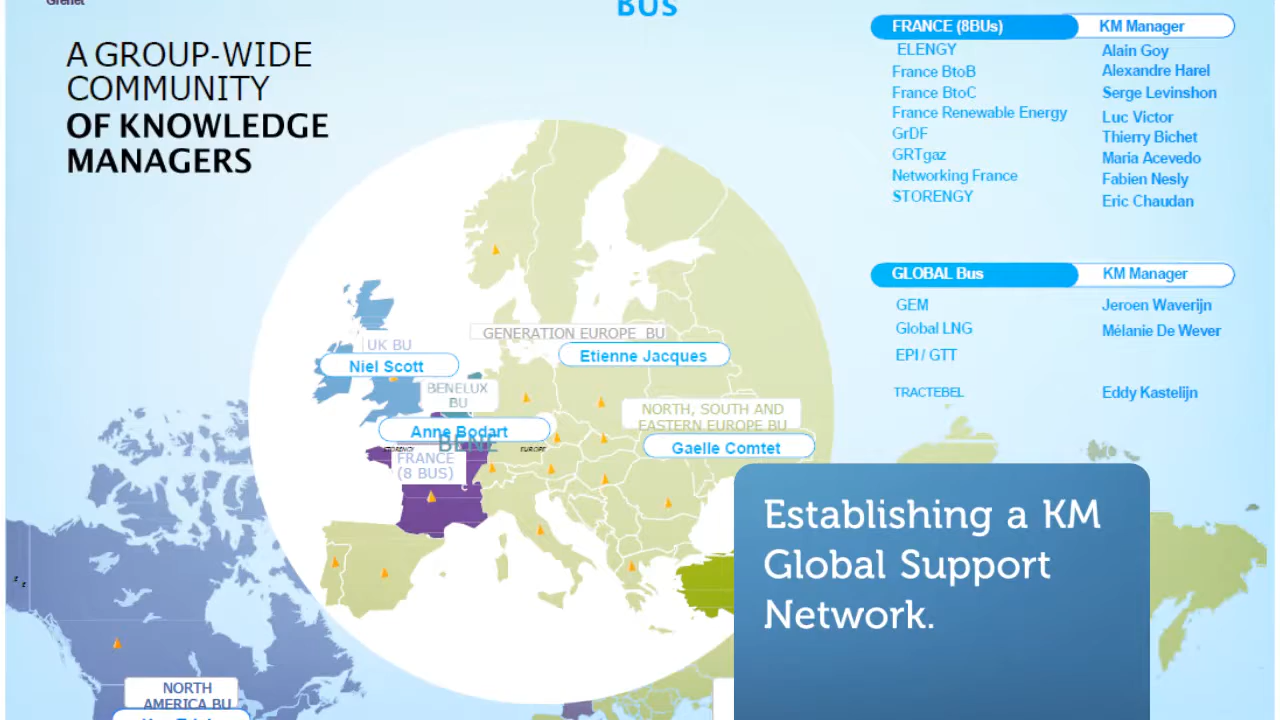 Grenet
BUS
A GROUP-WIDE
COMMUNITY
OF KNOWLEDGE
MANAGERS
FRANCE (8BUs) KM Manager
ELENGY Alain Goy
France BtoB Alexandre Harel
France BtoC Serge Levinshon
France Renewable Energy Luc Victor
GrDF Thierry Bichet
GRTgaz Maria Acevedo
Networking France Fabien Nesly
STORENGY Eric Chaudan
GLOBAL Bus KM Manager
GEM Jeroen Waverijn
Global LNG Mélanie De Wever
EPI / GTT
TRACTEBEL Eddy Kastelijn
GENERATION EUROPE BU
Etienne Jacques
UK BU
Niel Scott
BENELUX
BU
Anne Bodart
BENE
STORENGY
EUROPE
FRANCE
(8 BUS)
NORTH, SOUTH AND
EASTERN EUROPE BU
Gaelle Comtet
Establishing a KM
Global Support
Network.
NORTH
AMERICA BU